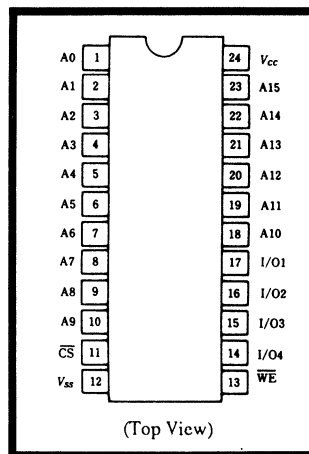 A0 1 24 Vcc
A1 2 23 A15
A2 3 22 A14
A3 4 21 A13
A4 5 20 A12
A5 6 19 A11
A6 7 18 A10
A7 8 17 I/O1
A8 9 16 I/O2
A9 10 15 I/O3
C̅S̅ 11 14 I/O4
Vss 12 13 W̅E̅
(Top View)